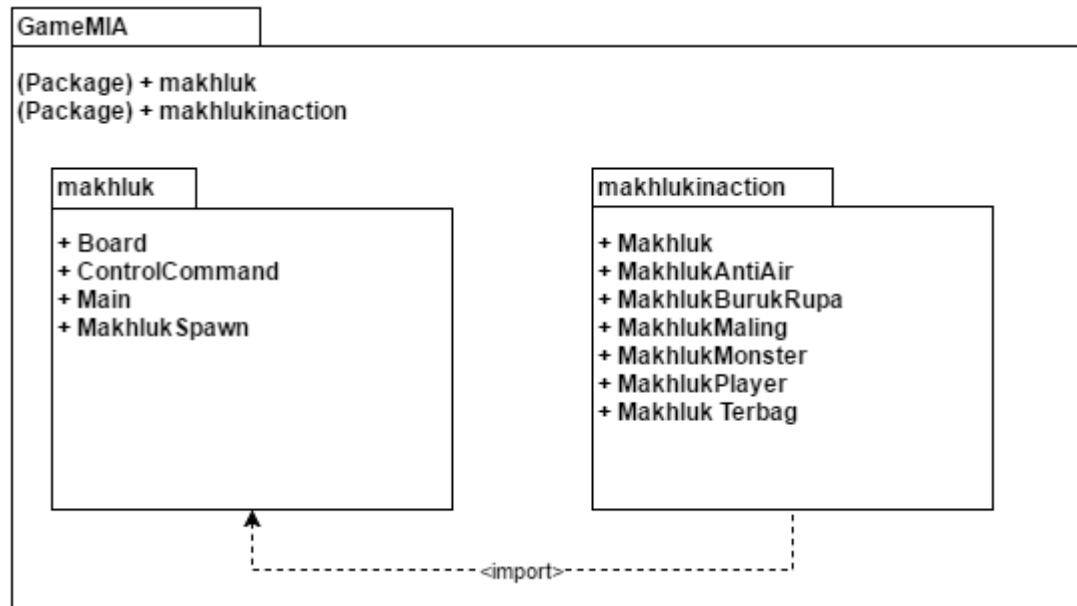 GameMIA
(Package) + makhluk
(Package) + makhlukinaction
makhluk
+ Board
+ ControlCommand
+ Main
+ MakhlukSpawn
makhlukinaction
+ Makhluk
+ MakhlukAntiAir
+ MakhlukBurukRupa
+ MakhlukMaling
+ MakhlukMonster
+ MakhlukPlayer
+ Makhluk Terbag
<import>